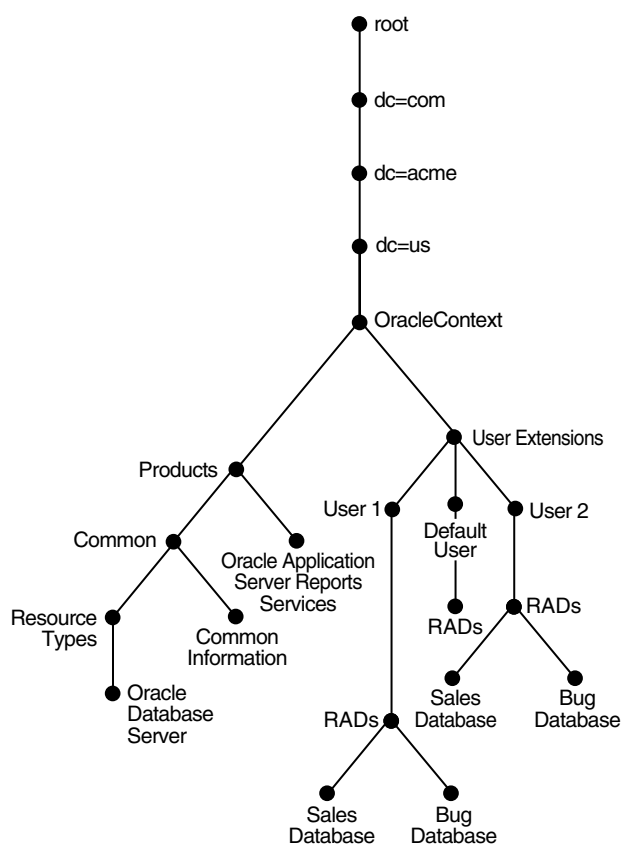 root
dc=com
dc=acme
dc=us
OracleContext
User Extensions
Products
User 1
Default
User
User 2
Common
Oracle Application
Server Reports
Services
Resource
Types
Common
Information
RADs
RADs
Oracle
Database
Server
Sales
Database
Bug
Database
RADs
Sales
Database
Bug
Database